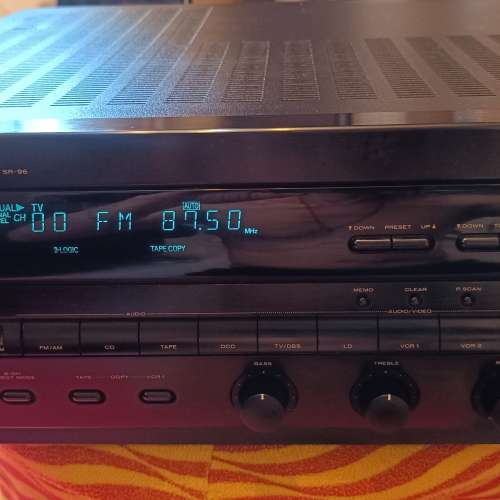 SR-96
TV
CH 00 FM AUTO 87.50 MHz
LOGIC TAPE COPY
DOWN PRESET UP DOWN
MEMO CLEAR P.SCAN
AUDIO AUDIO/VIDEO
FM/AM CD TAPE DCC TV/DBS LD VCR 1 VCR 2
TAPE COPY VCR-1 BASS TREBLE